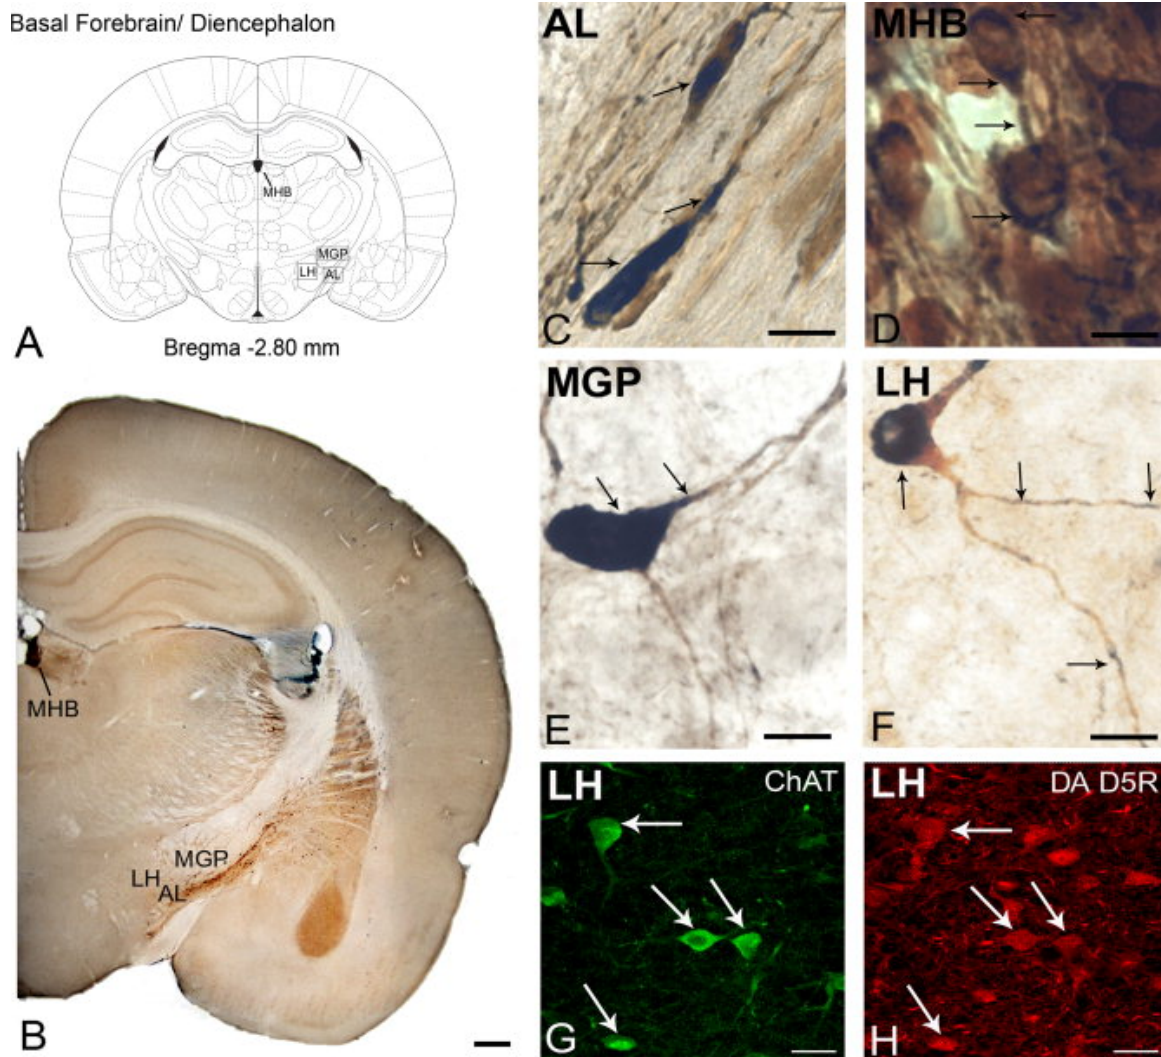 Basal Forebrain/ Diencephalon
MHB
MGP
LH
AL
A
Bregma -2.80 mm
MHB
MGP
LH
AL
B
AL
C
MHB
D
MGP
E
LH
F
LH
ChAT
G
LH
DA D5R
H